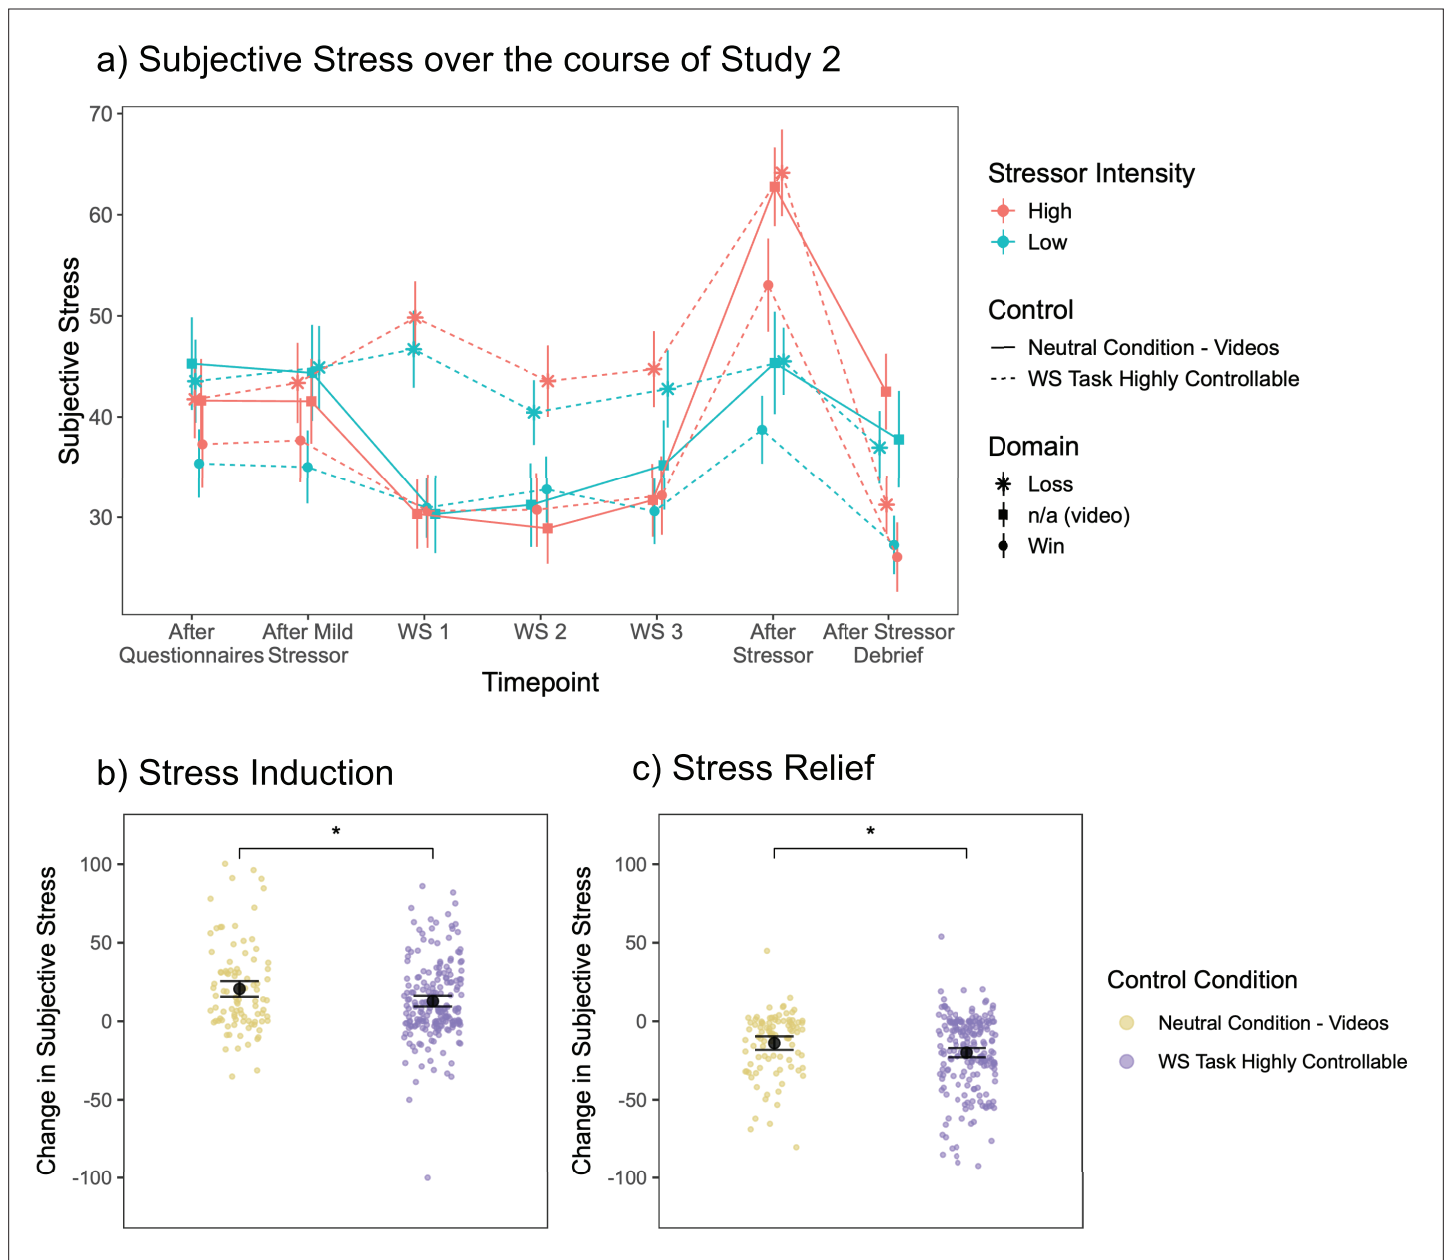 a) Subjective Stress over the course of Study 2
70
60
50
40
30
Subjective Stress
After
Questionnaires
After Mild
Stressor
WS 1
WS 2
WS 3
After
Stressor
After Stressor
Debrief
Timepoint
Stressor Intensity
High
Low
Control
Neutral Condition - Videos
WS Task Highly Controllable
Domain
Loss
n/a (video)
Win
b) Stress Induction
*
100
50
0
-50
-100
Change in Subjective Stress
c) Stress Relief
*
100
50
0
-50
-100
Change in Subjective Stress
Control Condition
Neutral Condition - Videos
WS Task Highly Controllable